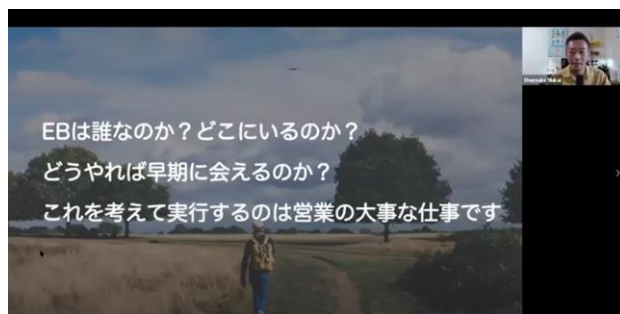 EBは誰なのか？どこにいるのか？
どうやれば早期に会えるのか？
これを考えて実行するのは営業の大事な仕事です